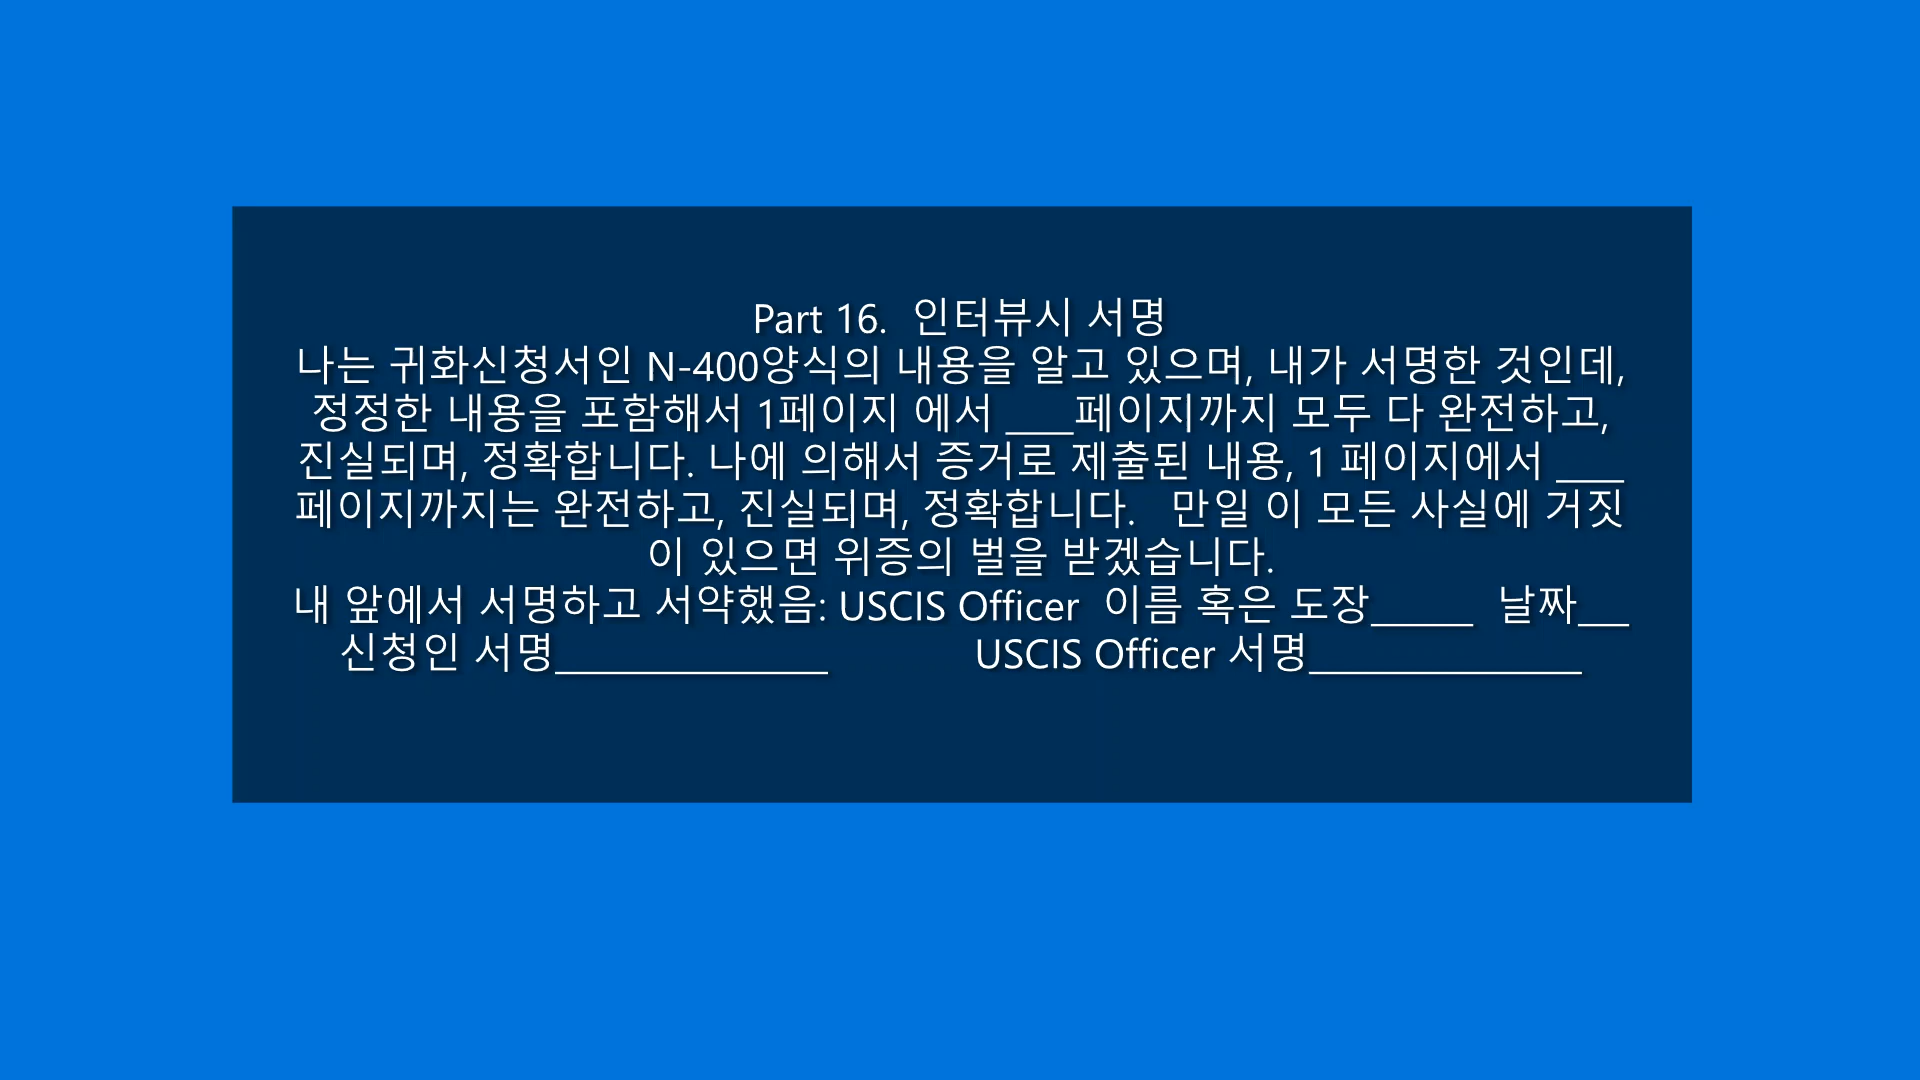 Part 16.  인터뷰시 서명
나는 귀화신청서인 N-400양식의 내용을 알고 있으며, 내가 서명한 것인데,
정정한 내용을 포함해서 1페이지 에서 ____페이지까지 모두 다 완전하고,
진실되며, 정확합니다. 나에 의해서 증거로 제출된 내용, 1 페이지에서 ____
페이지까지는 완전하고, 진실되며, 정확합니다.   만일 이 모든 사실에 거짓
이 있으면 위증의 벌을 받겠습니다.
내 앞에서 서명하고 서약했음: USCIS Officer  이름 혹은 도장______  날짜___
신청인 서명________________            USCIS Officer 서명________________